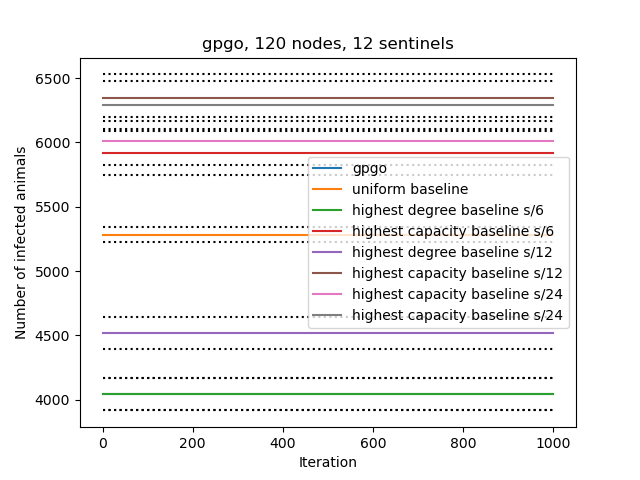 gpgo, 120 nodes, 12 sentinels
6500
6000
5500
5000
4500
4000
Number of infected animals
gpgo
uniform baseline
highest degree baseline s/6
highest capacity baseline s/6
highest degree baseline s/12
highest capacity baseline s/12
highest capacity baseline s/24
highest capacity baseline s/24
0 200 400 600 800 1000
Iteration